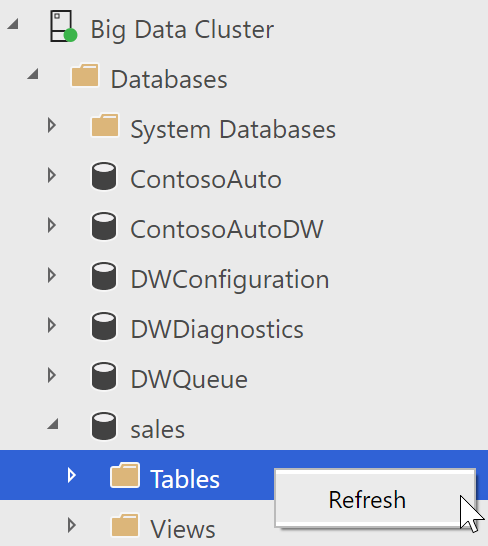 Big Data Cluster
Databases
System Databases
ContosoAuto
ContosoAutoDW
DWConfiguration
DWDiagnostics
DWQueue
sales
Tables
Refresh
Views